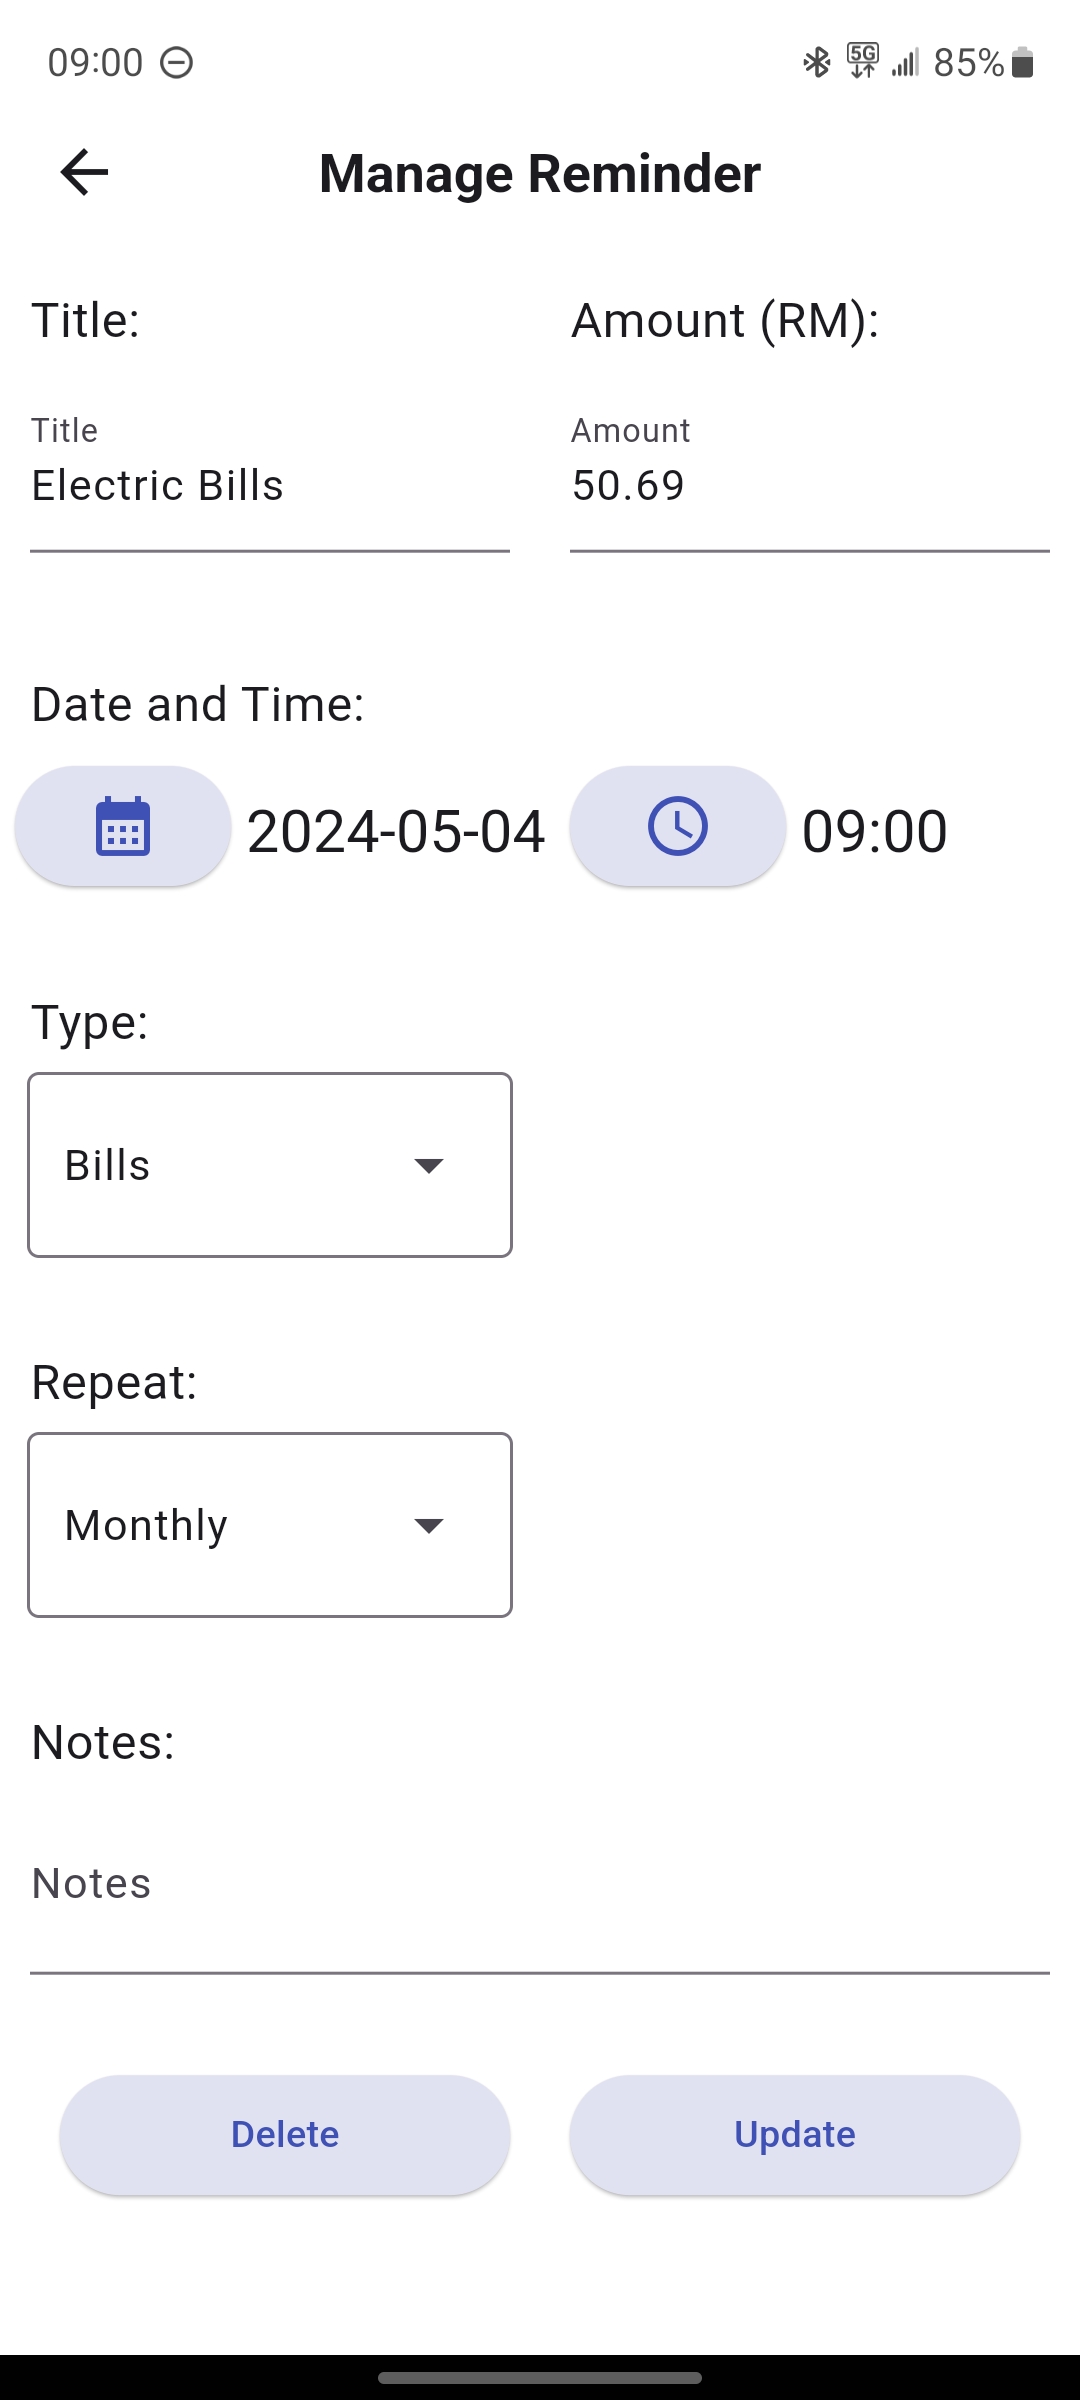 09:00 5G 85%
Manage Reminder
Title: Amount (RM):
Title Amount
Electric Bills 50.69
Date and Time:
2024-05-04 09:00
Type:
Bills
Repeat:
Monthly
Notes:
Notes
Delete Update